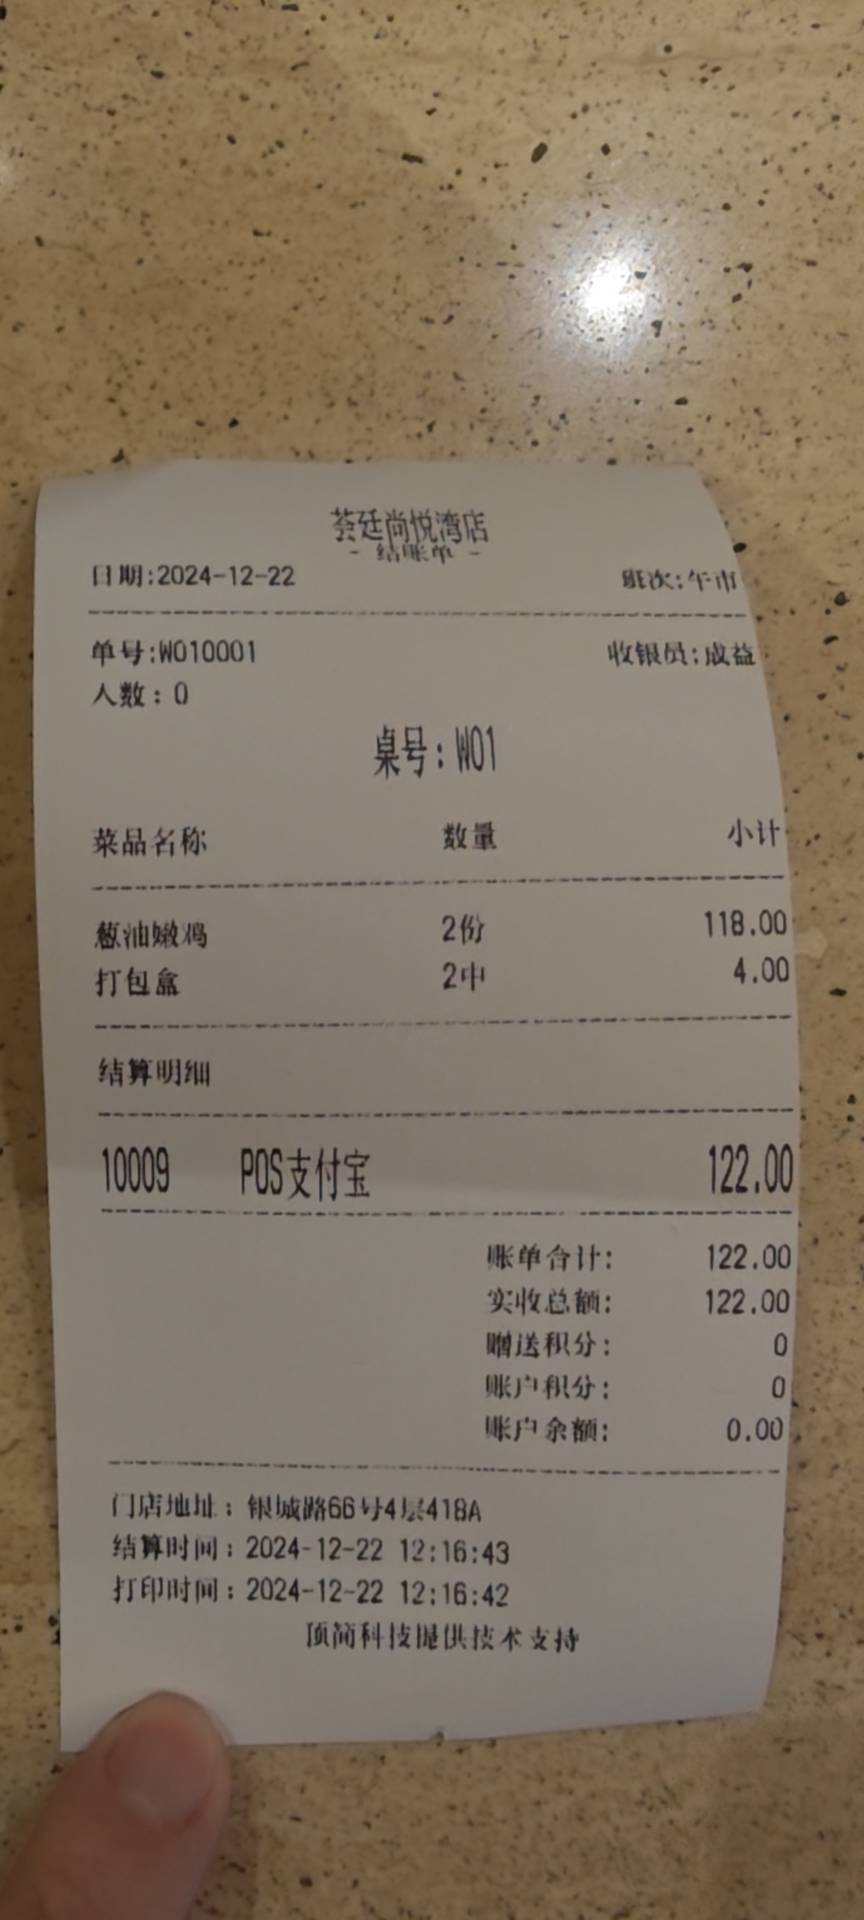 荟廷尚悦湾店
- 结账单 -
日期:2024-12-22 班次:午市
单号:W010001 收银员:成益
人数：0
桌号：W01
菜品名称 数量 小计
葱油嫩鸡 2份 118.00
打包盒 2中 4.00
结算明细
10009 POS支付宝 122.00
账单合计： 122.00
实收总额： 122.00
赠送积分： 0
账户积分： 0
账户余额： 0.00
门店地址：银城路66号4层418A
结算时间：2024-12-22 12:16:43
打印时间：2024-12-22 12:16:42
顶简科技提供技术支持